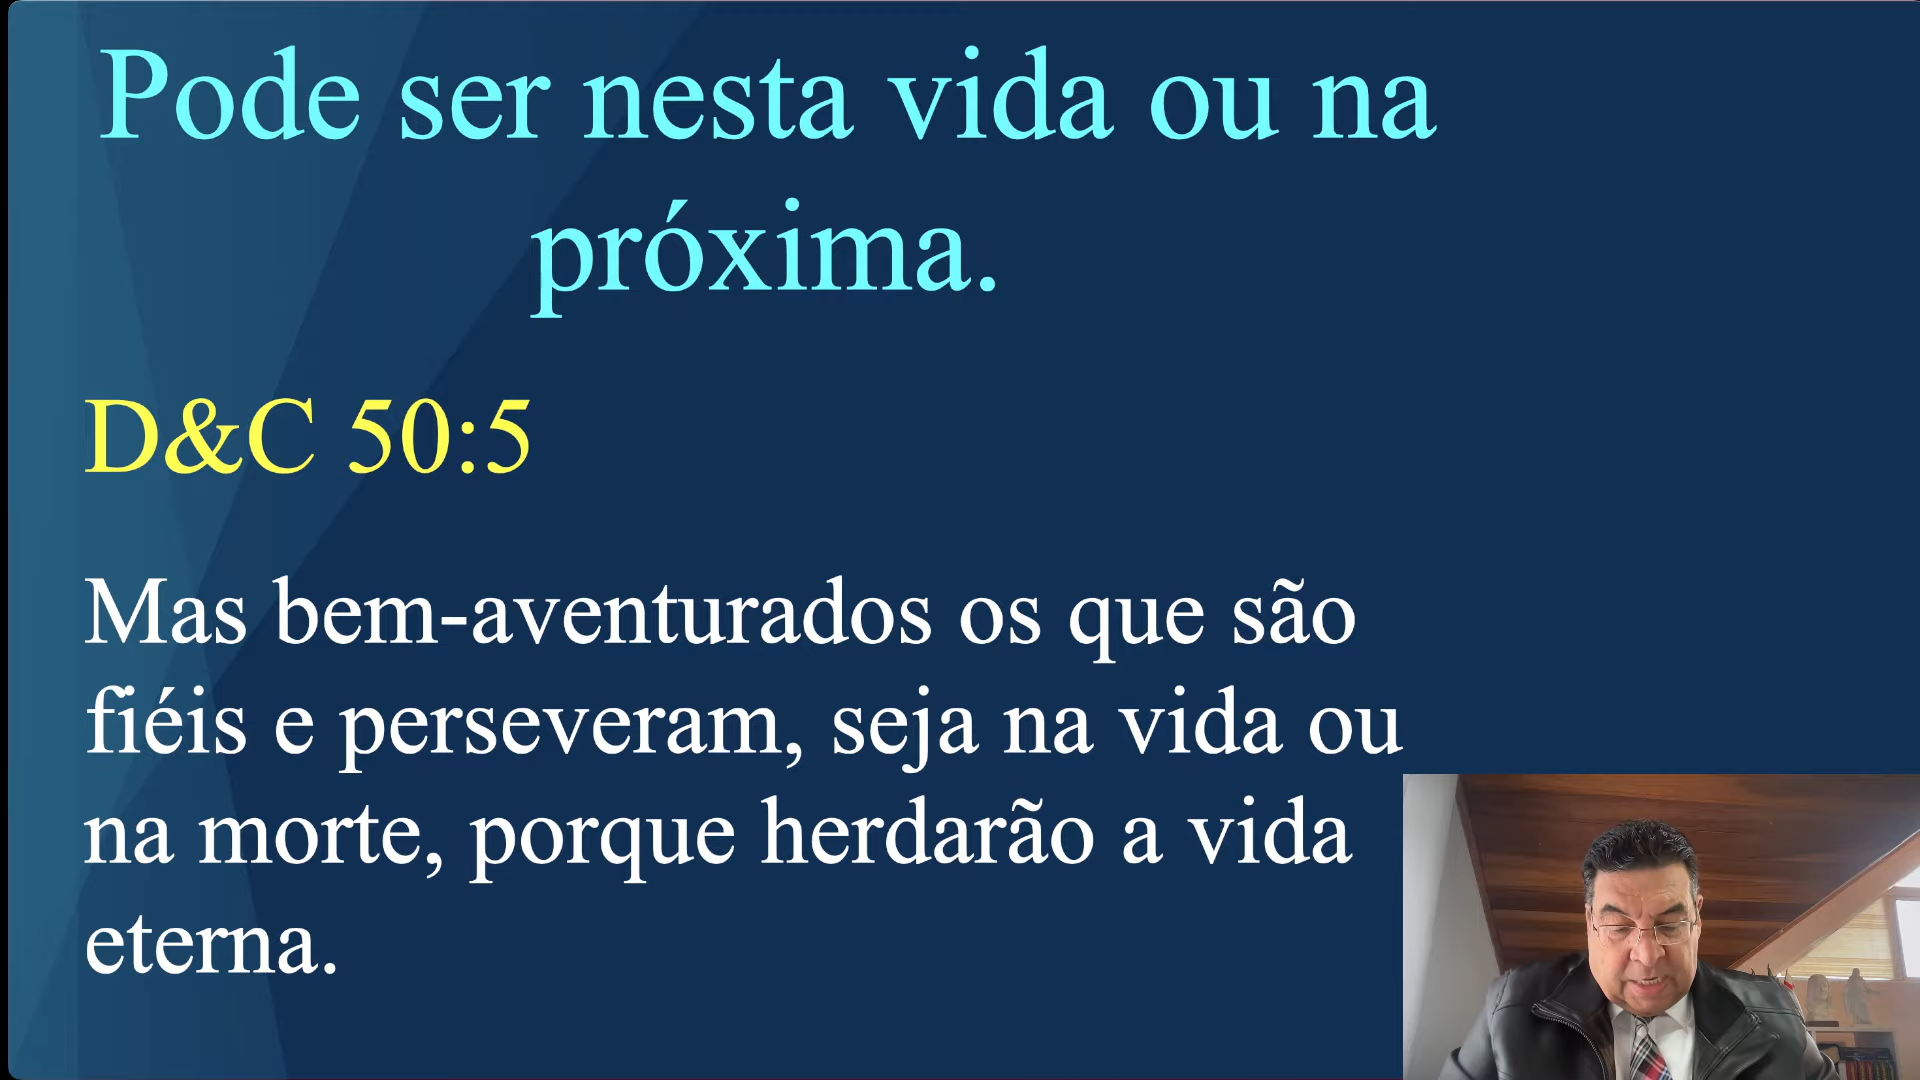 Pode ser nesta vida ou na
próxima.
D&C 50:5
Mas bem-aventurados os que são
fiéis e perseveram, seja na vida ou
na morte, porque herdarão a vida
eterna.